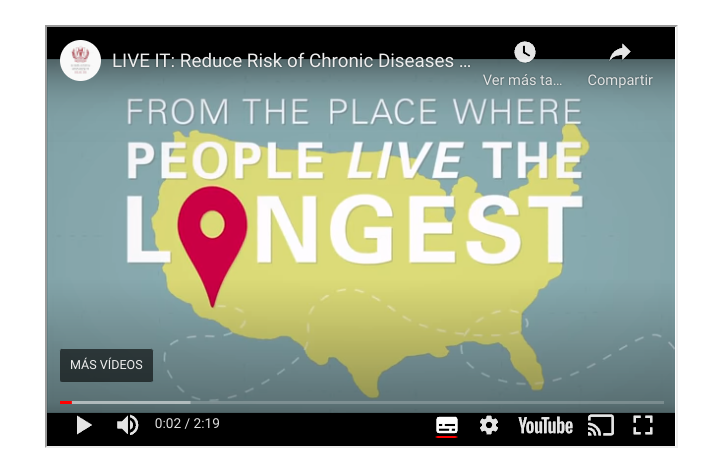 LIVE IT: Reduce Risk of Chronic Diseases ...
Ver más ta...
Compartir
FROM THE PLACE WHERE
PEOPLE LIVE THE
LONGEST
MÁS VÍDEOS
0:02 / 2:19
YouTube